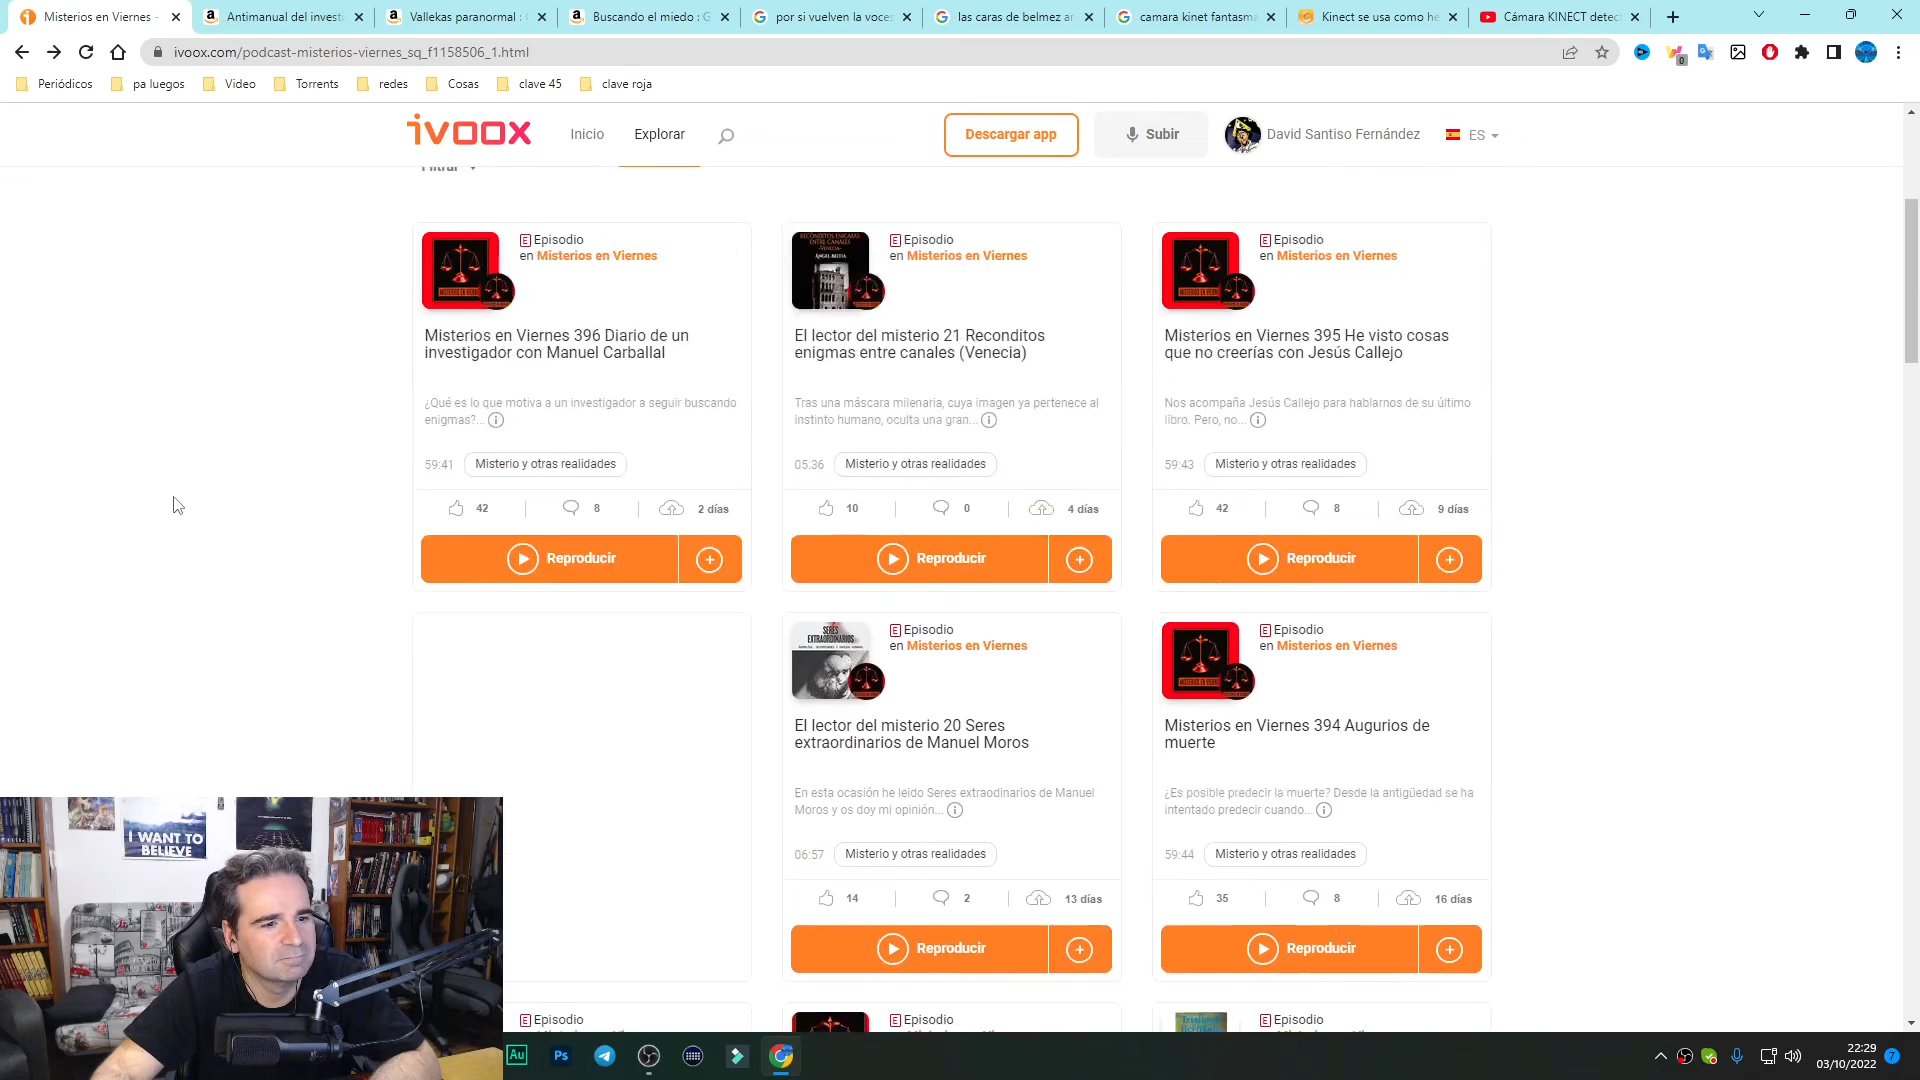 Misterios en Viernes -
Antimanual del investi
Vallekas paranormal : 
Buscando el miedo : G
por si vuelven la voces
las caras de belmez ar
camara kinet fantasma
Kinect se usa como he
Cámara KINECT detec
ivoox.com/podcast-misterios-viernes_sq_f1158506_1.html
0
Periódicos
pa luegos
Video
Torrents
redes
Cosas
clave 45
clave roja
ivoox
Inicio
Explorar
Descargar app
Subir
David Santiso Fernández
ES
Filtrar
Episodio
en Misterios en Viernes
Misterios en Viernes 396 Diario de un
investigador con Manuel Carballal
¿Qué es lo que motiva a un investigador a seguir buscando
enigmas?...
59:41 Misterio y otras realidades
42 8 2 días
Reproducir
RECONDITOS ENIGMAS
ENTRE CANALES
Episodio
en Misterios en Viernes
El lector del misterio 21 Reconditos
enigmas entre canales (Venecia)
Tras una máscara milenaria, cuya imagen ya pertenece al
instinto humano, oculta una gran...
05:36 Misterio y otras realidades
10 0 4 días
Reproducir
Episodio
en Misterios en Viernes
Misterios en Viernes 395 He visto cosas
que no creerías con Jesús Callejo
Nos acompaña Jesús Callejo para hablarnos de su último
libro. Pero, no...
59:43 Misterio y otras realidades
42 8 9 días
Reproducir
SERES
EXTRAORDINARIOS
Episodio
en Misterios en Viernes
El lector del misterio 20 Seres
extraordinarios de Manuel Moros
En esta ocasión he leido Seres extraodinarios de Manuel
Moros y os doy mi opinión...
06:57 Misterio y otras realidades
14 2 13 días
Reproducir
Episodio
en Misterios en Viernes
Misterios en Viernes 394 Augurios de
muerte
¿Es posible predecir la muerte? Desde la antigüedad se ha
intentado predecir cuando...
59:44 Misterio y otras realidades
35 8 16 días
Reproducir
Episodio
Episodio
Episodio
I WANT TO
BELIEVE
Au
Ps
22:29
03/10/2022
7